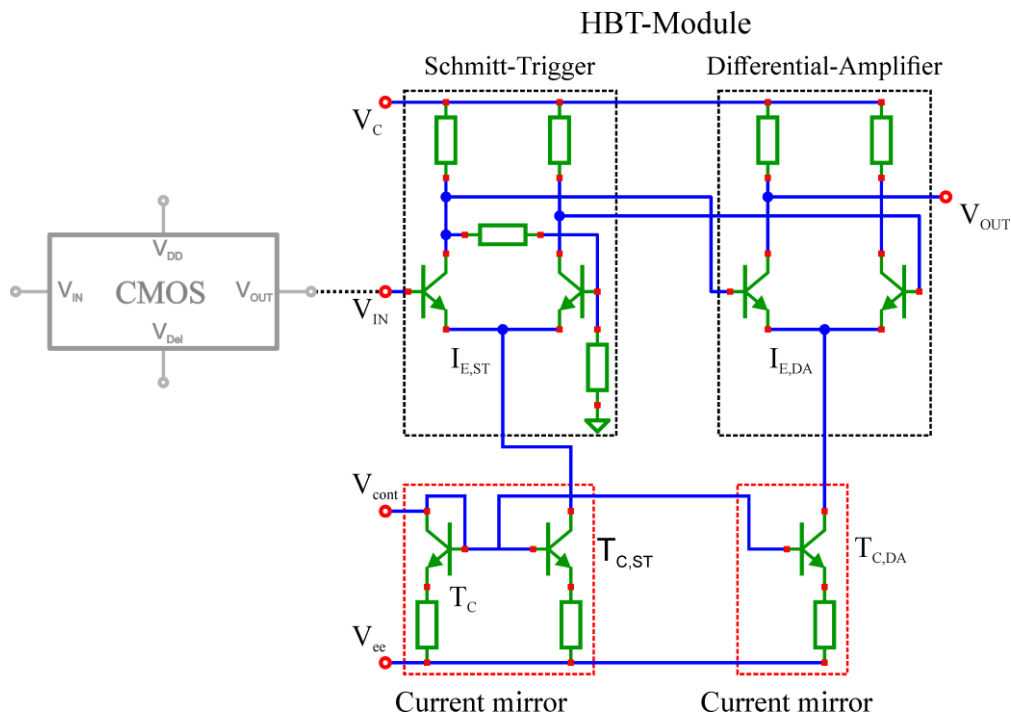 HBT-Module
Schmitt-Trigger
Differential-Amplifier
V_C
V_OUT
V_DD
V_IN CMOS V_OUT
V_Del
V_IN
I_E,ST
I_E,DA
V_cont
T_C
T_C,ST
T_C,DA
V_ee
Current mirror
Current mirror